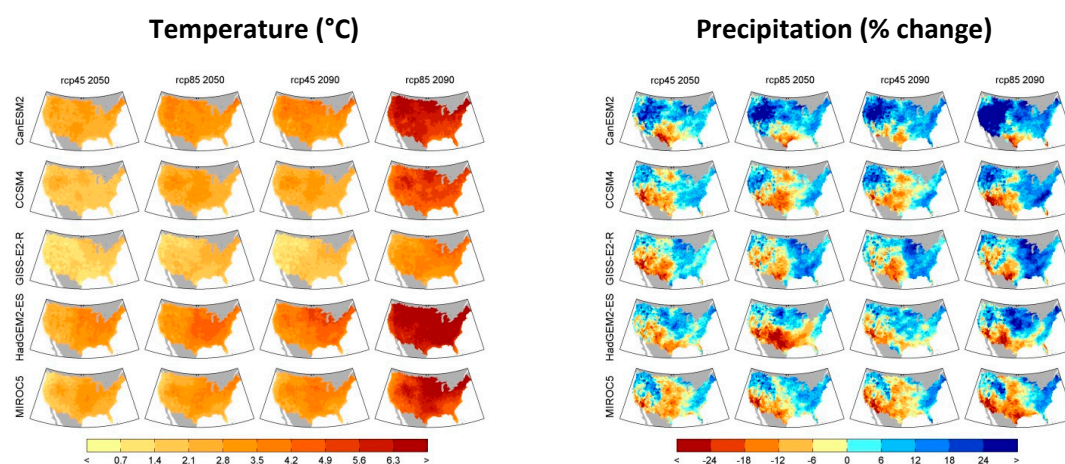 Temperature (°C)
rcp45 2050 rcp85 2050 rcp45 2090 rcp85 2090
CanESM2
CCSM4
GISS-E2-R
HadGEM2-ES
MIROC5
< 0.7 1.4 2.1 2.8 3.5 4.2 4.9 5.6 6.3 >
Precipitation (% change)
rcp45 2050 rcp85 2050 rcp45 2090 rcp85 2090
CanESM2
CCSM4
GISS-E2-R
HadGEM2-ES
MIROC5
< -24 -18 -12 -6 0 6 12 18 24 >